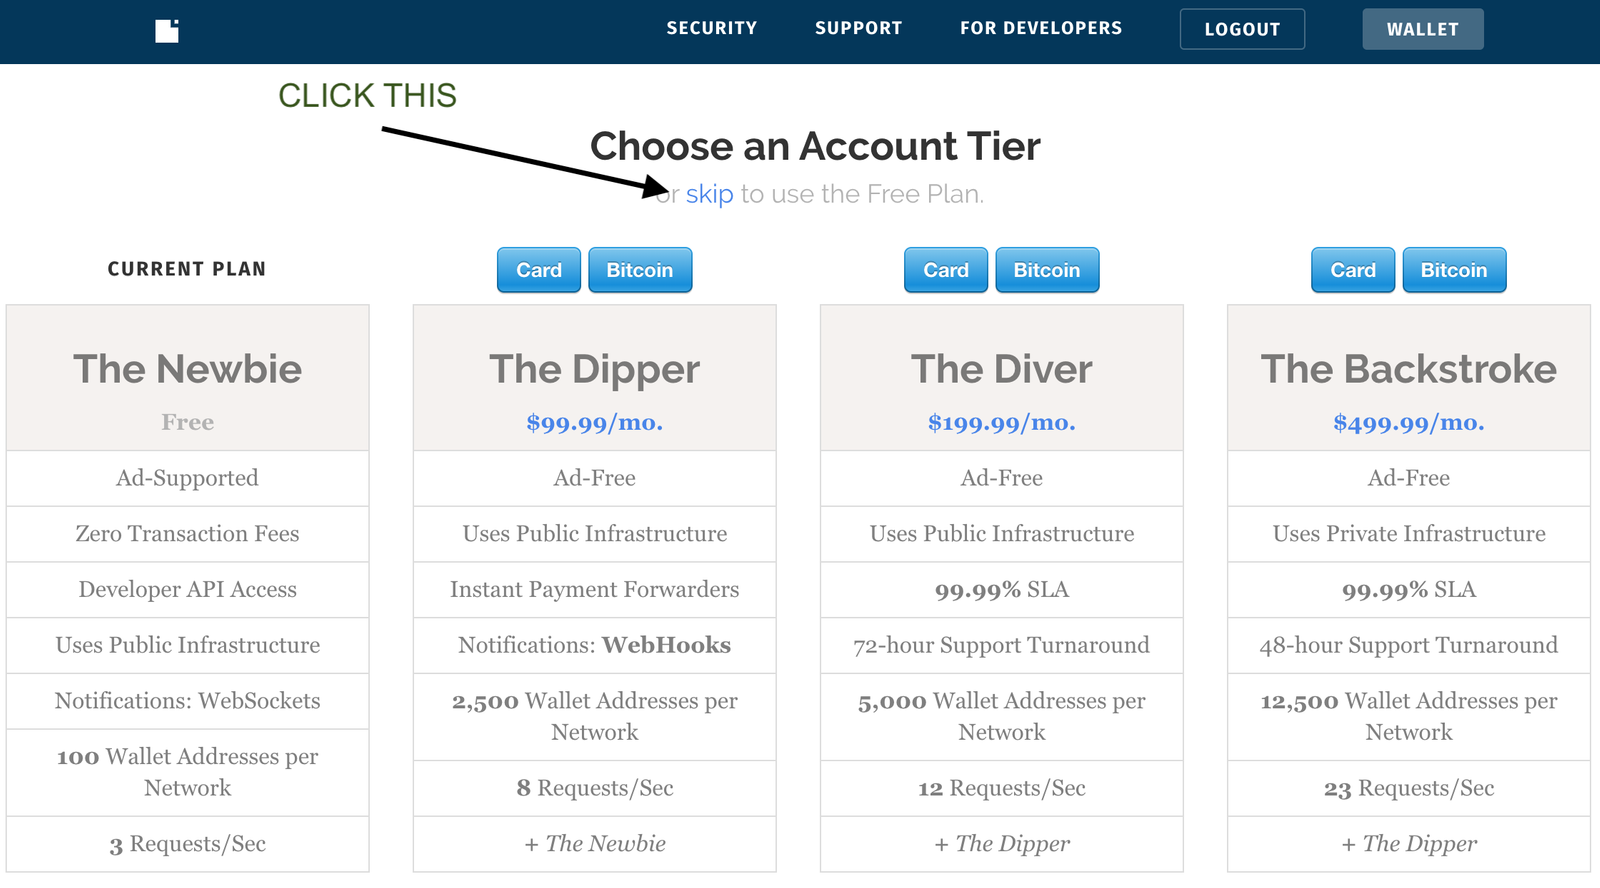 SECURITY SUPPORT FOR DEVELOPERS LOGOUT WALLET
CLICK THIS
Choose an Account Tier
or skip to use the Free Plan.
CURRENT PLAN
The Newbie
Free
Ad-Supported
Zero Transaction Fees
Developer API Access
Uses Public Infrastructure
Notifications: WebSockets
100 Wallet Addresses per
Network
3 Requests/Sec
Card Bitcoin
The Dipper
$99.99/mo.
Ad-Free
Uses Public Infrastructure
Instant Payment Forwarders
Notifications: WebHooks
2,500 Wallet Addresses per
Network
8 Requests/Sec
+ The Newbie
Card Bitcoin
The Diver
$199.99/mo.
Ad-Free
Uses Public Infrastructure
99.99% SLA
72-hour Support Turnaround
5,000 Wallet Addresses per
Network
12 Requests/Sec
+ The Dipper
Card Bitcoin
The Backstroke
$499.99/mo.
Ad-Free
Uses Private Infrastructure
99.99% SLA
48-hour Support Turnaround
12,500 Wallet Addresses per
Network
23 Requests/Sec
+ The Dipper